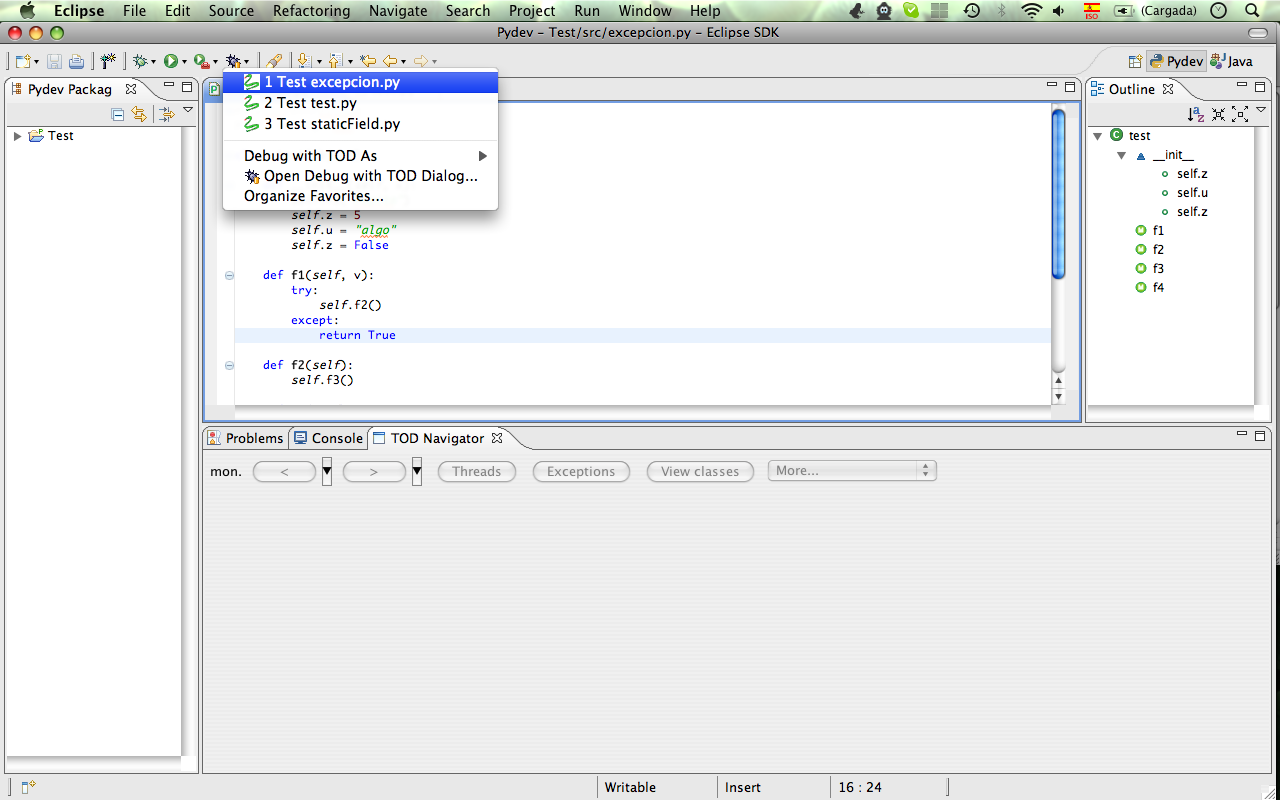 Eclipse File Edit Source Refactoring Navigate Search Project Run Window Help ISO (Cargada)
Pydev – Test/src/excepcion.py – Eclipse SDK
Pydev Java
Pydev Packag
Test
1 Test excepcion.py
2 Test test.py
3 Test staticField.py
Debug with TOD As
Open Debug with TOD Dialog...
Organize Favorites...
self.z = 5
self.u = "algo"
self.z = False
def f1(self, v):
try:
self.f2()
except:
return True
def f2(self):
self.f3()
Outline
test
__init__
self.z
self.u
self.z
f1
f2
f3
f4
Problems Console TOD Navigator
mon. < > Threads Exceptions View classes More...
Writable Insert 16 : 24